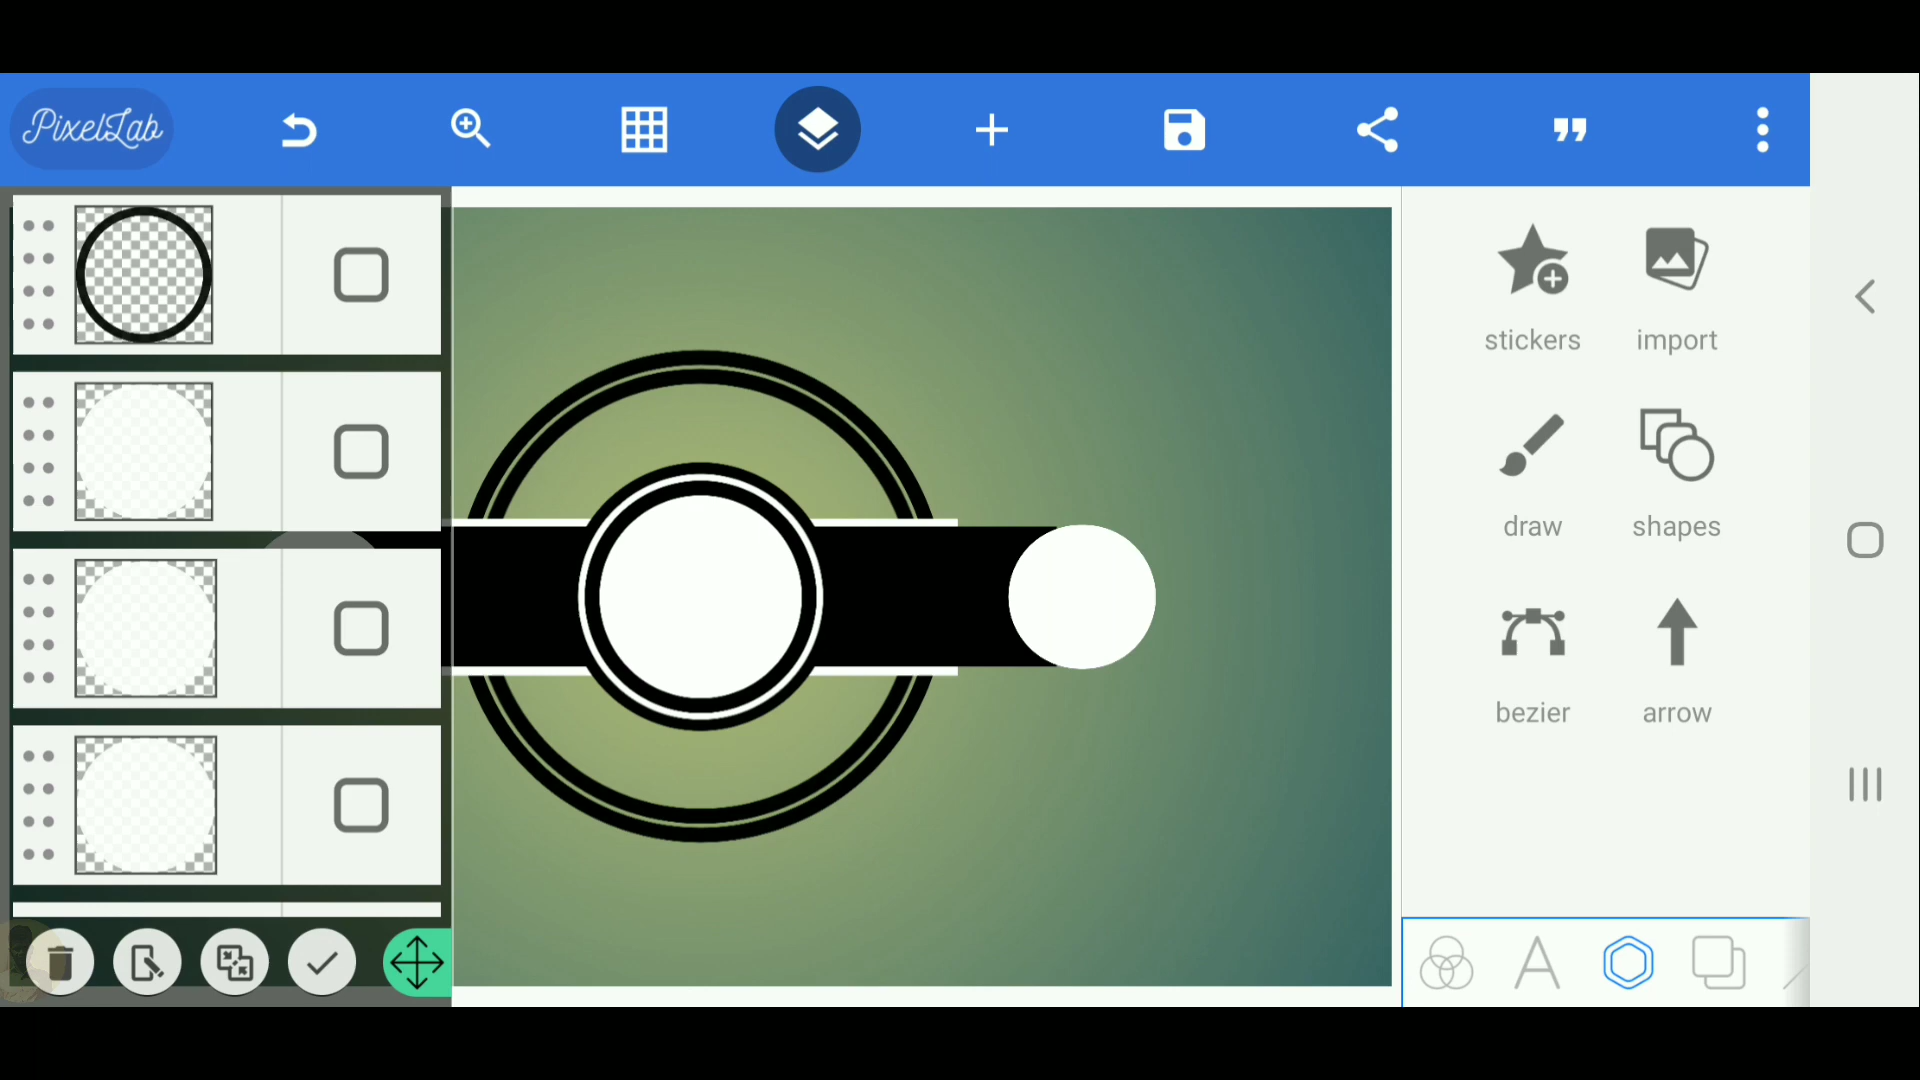 PixelLab
stickers
import
draw
shapes
bezier
arrow